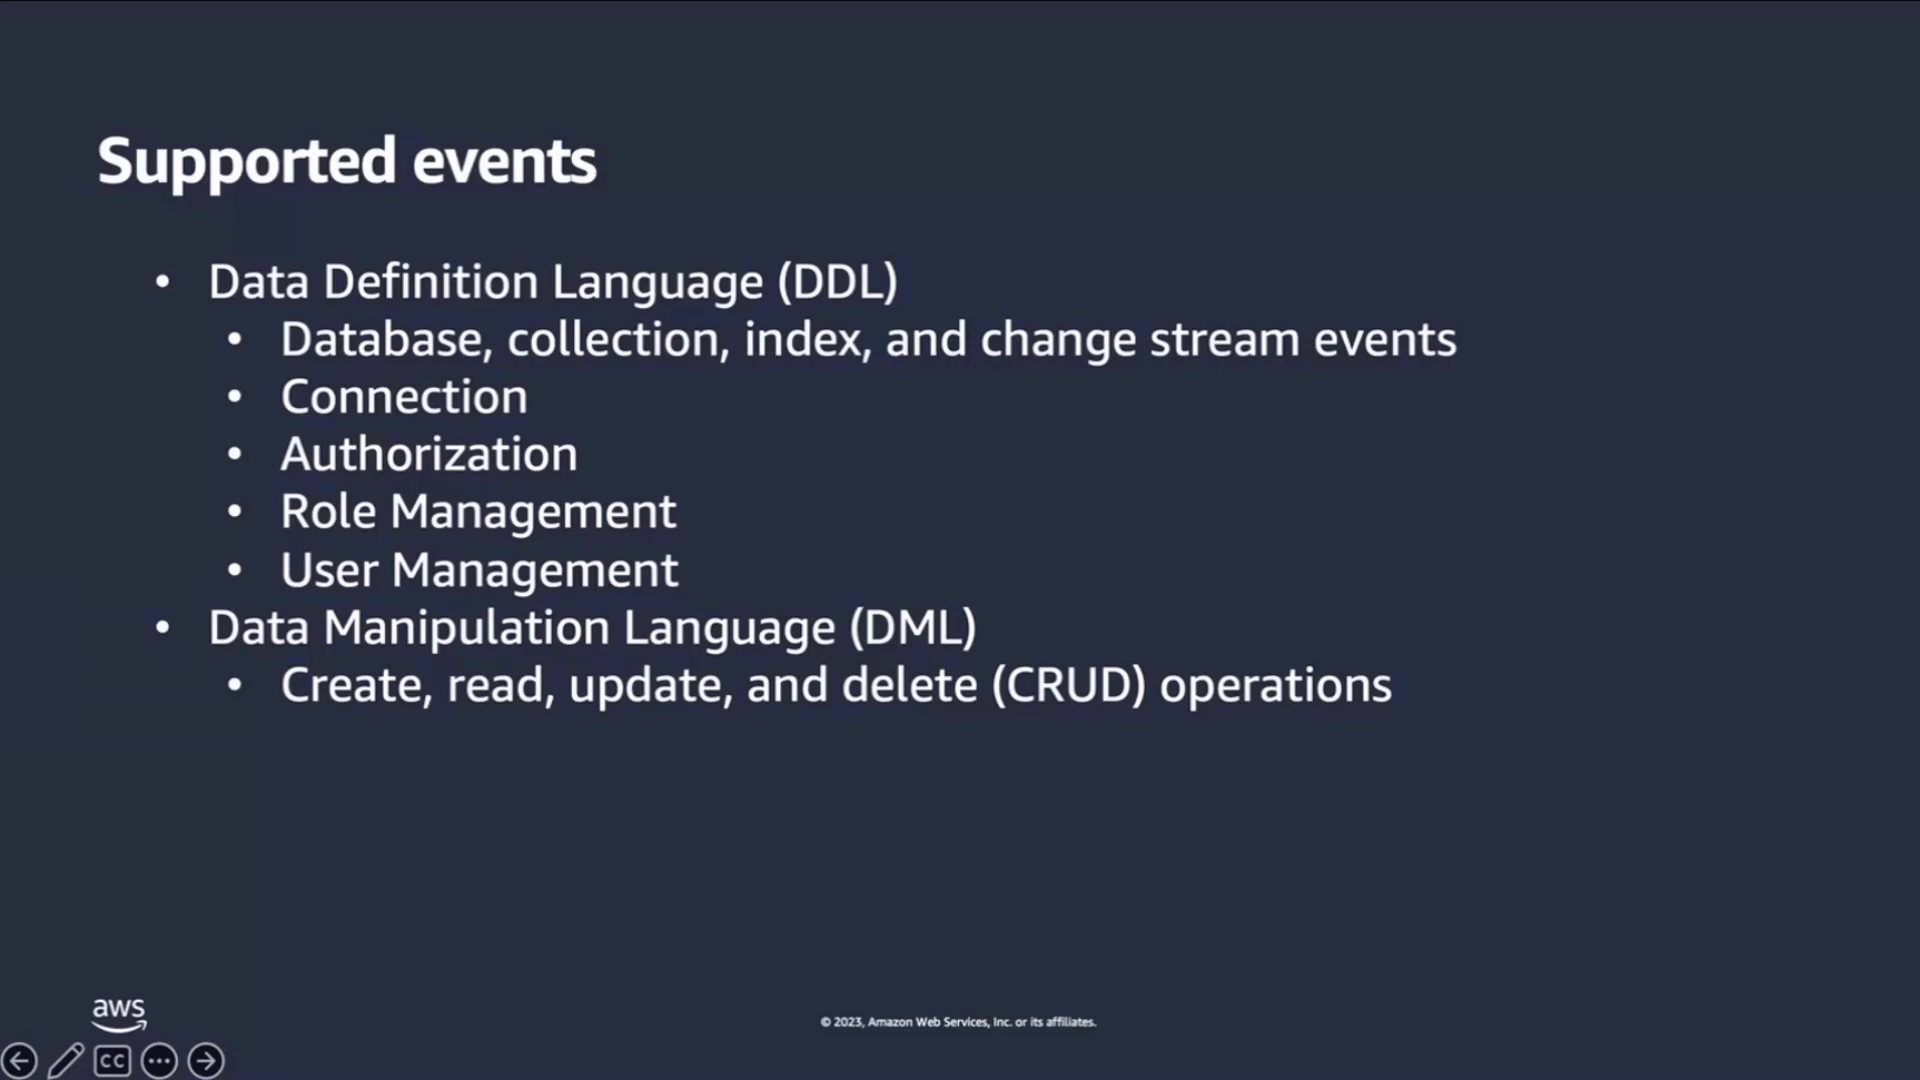 Supported events
• Data Definition Language (DDL)
• Database, collection, index, and change stream events
• Connection
• Authorization
• Role Management
• User Management
• Data Manipulation Language (DML)
• Create, read, update, and delete (CRUD) operations
aws
© 2023, Amazon Web Services, Inc. or its affiliates.
CC